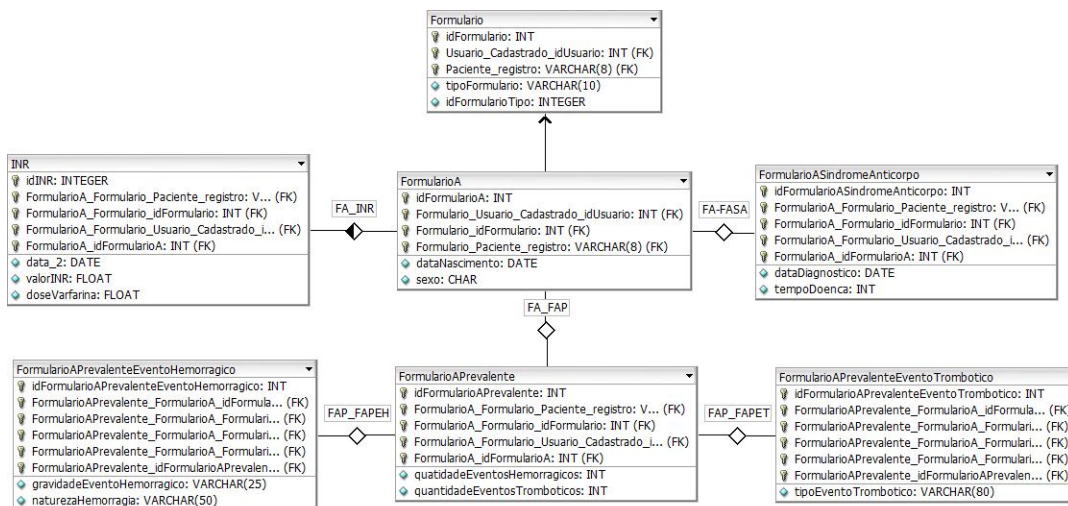 Formulario
idFormulario: INT
Usuario_Cadastrado_idUsuario: INT (FK)
Paciente_registro: VARCHAR(8) (FK)
tipoFormulario: VARCHAR(10)
idFormularioTipo: INTEGER
INR
idINR: INTEGER
FormularioA_Formulario_Paciente_registro: V... (FK)
FormularioA_Formulario_idFormulario: INT (FK)
FormularioA_Formulario_Usuario_Cadastrado_i... (FK)
FormularioA_idFormularioA: INT (FK)
data_2: DATE
valorINR: FLOAT
doseVarfarina: FLOAT
FA_INR
FormularioA
idFormularioA: INT
Formulario_Usuario_Cadastrado_idUsuario: INT (FK)
Formulario_idFormulario: INT (FK)
Formulario_Paciente_registro: VARCHAR(8) (FK)
dataNascimento: DATE
sexo: CHAR
FA-FASA
FormularioASindromeAnticorpo
idFormularioASindromeAnticorpo: INT
FormularioA_Formulario_Paciente_registro: V... (FK)
FormularioA_Formulario_idFormulario: INT (FK)
FormularioA_Formulario_Usuario_Cadastrado_i... (FK)
FormularioA_idFormularioA: INT (FK)
dataDiagnostico: DATE
tempoDoenca: INT
FA_FAP
FormularioAPrevalenteEventoHemorragico
idFormularioAPrevalenteEventoHemorragico: INT
FormularioAPrevalente_FormularioA_idFormula... (FK)
FormularioAPrevalente_FormularioA_Formulari... (FK)
FormularioAPrevalente_FormularioA_Formulari... (FK)
FormularioAPrevalente_FormularioA_Formulari... (FK)
FormularioAPrevalente_idFormularioAPrevalen... (FK)
gravidadeEventoHemorragico: VARCHAR(25)
naturezaHemorragia: VARCHAR(50)
FAP_FAPEH
FormularioAPrevalente
idFormularioAPrevalente: INT
FormularioA_Formulario_Paciente_registro: V... (FK)
FormularioA_Formulario_idFormulario: INT (FK)
FormularioA_Formulario_Usuario_Cadastrado_i... (FK)
FormularioA_idFormularioA: INT (FK)
quatidadeEventosHemorragicos: INT
quantidadeEventosTromboticos: INT
FAP_FAPET
FormularioAPrevalenteEventoTrombotico
idFormularioAPrevalenteEventoTrombotico: INT
FormularioAPrevalente_FormularioA_idFormula... (FK)
FormularioAPrevalente_FormularioA_Formulari... (FK)
FormularioAPrevalente_FormularioA_Formulari... (FK)
FormularioAPrevalente_FormularioA_Formulari... (FK)
FormularioAPrevalente_idFormularioAPrevalen... (FK)
tipoEventoTrombotico: VARCHAR(80)